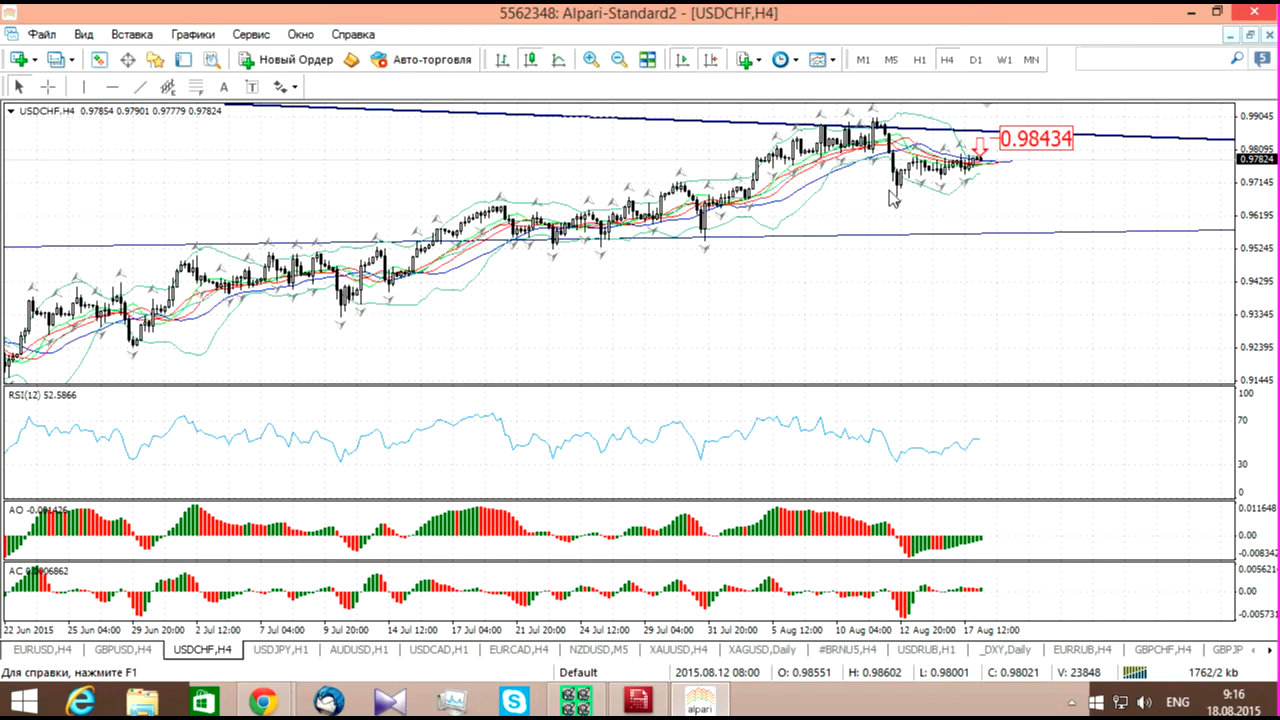 5562348: Alpari-Standard2 - [USDCHF,H4]
Файл Вид Вставка Графики Сервис Окно Справка
Новый Ордер Авто-торговля M1 M5 H1 H4 D1 W1 MN 5
A T
USDCHF,H4 0.97854 0.97901 0.97779 0.97824
0.98434
0.99045
0.98095
0.97824
0.97145
0.96195
0.95245
0.94295
0.93345
0.92395
0.91445
RSI(12) 52.5866
100
70
30
0
AO -0.001426
0.011648
0.00
-0.008342
AC 0.0006862
0.005621
0.00
-0.005731
22 Jun 2015 25 Jun 04:00 29 Jun 20:00 2 Jul 12:00 7 Jul 04:00 9 Jul 20:00 14 Jul 12:00 17 Jul 04:00 21 Jul 20:00 24 Jul 12:00 29 Jul 04:00 31 Jul 20:00 5 Aug 12:00 10 Aug 04:00 12 Aug 20:00 17 Aug 12:00
EURUSD,H4 GBPUSD,H4 USDCHF,H4 USDJPY,H1 AUDUSD,H1 USDCAD,H1 EURCAD,H4 NZDUSD,M5 XAUUSD,H4 XAGUSD,Daily #BRNU5,H4 USDRUB,H1 _DXY,Daily EURRUB,H4 GBPCHF,H4 GBPJP
Для справки, нажмите F1 Default 2015.08.12 08:00 O: 0.98551 H: 0.98602 L: 0.98001 C: 0.98021 V: 23848 1762/2 kb
alpari ENG 9:16
18.08.2015